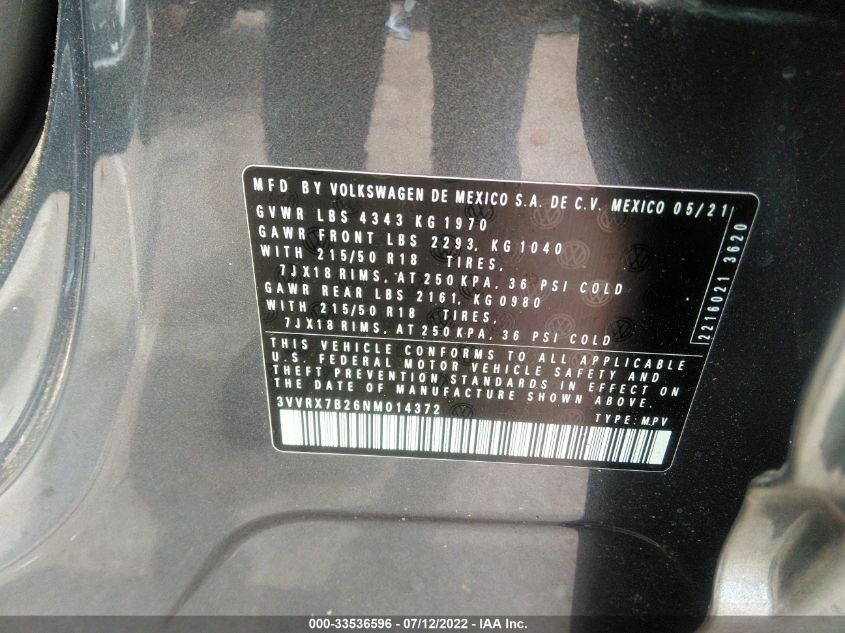 MFD BY VOLKSWAGEN DE MEXICO S.A. DE C.V. MEXICO 05/21
GVWR LBS 4343 KG 1970
GAWR FRONT LBS 2293, KG 1040
WITH 215/50 R18 TIRES,
7JX18 RIMS, AT 250 KPA, 36 PSI COLD
GAWR REAR LBS 2161, KG 0980
WITH 215/50 R18 TIRES,
7JX18 RIMS, AT 250 KPA, 36 PSI COLD
2216021 3620
THIS VEHICLE CONFORMS TO ALL APPLICABLE
U.S. FEDERAL MOTOR VEHICLE SAFETY AND
THEFT PREVENTION STANDARDS IN EFFECT ON
THE DATE OF MANUFACTURE SHOWN ABOVE.
3VVRX7B26NM014372 TYPE: M.P.V
000-33536596 - 07/12/2022 - IAA Inc.